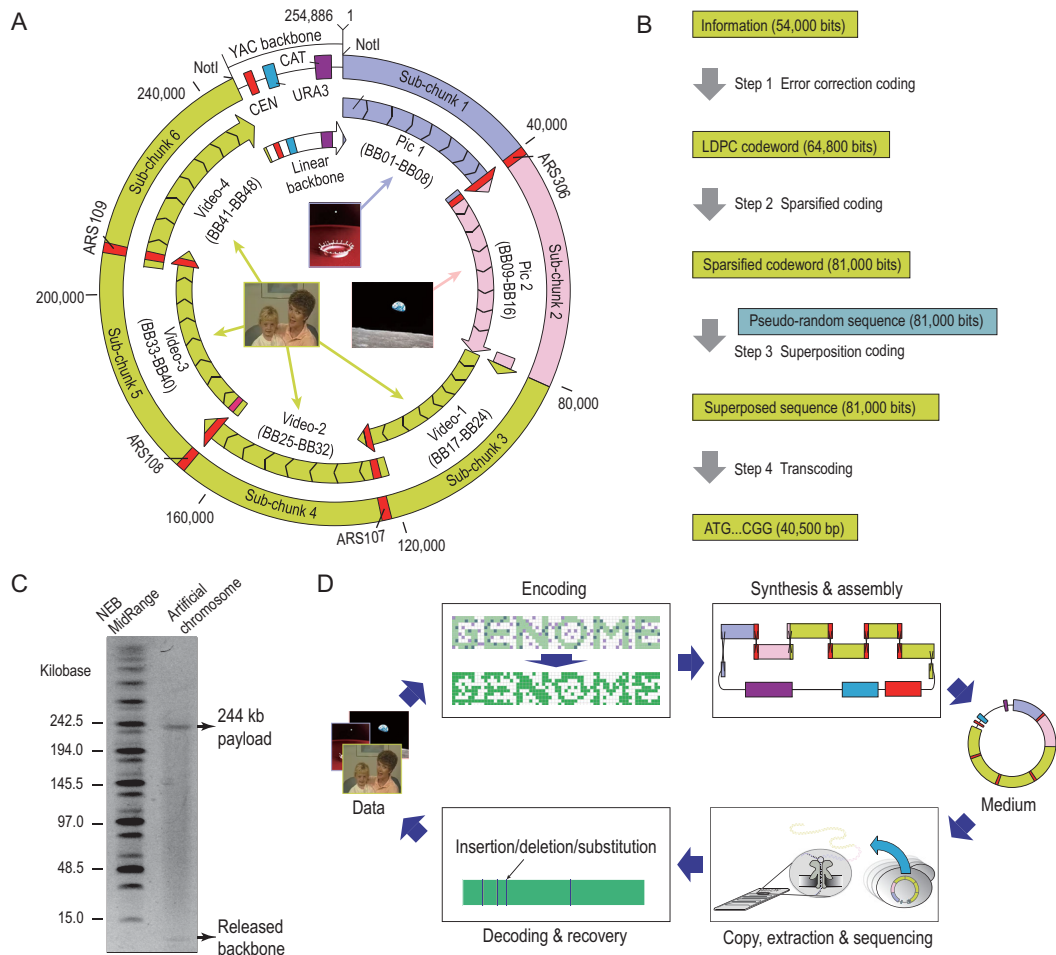 A
254,886
1
YAC backbone
NotI
NotI
CAT
CEN
URA3
240,000
Sub-chunk 1
40,000
ARS306
Sub-chunk 2
80,000
Sub-chunk 3
120,000
ARS107
Sub-chunk 4
160,000
ARS108
Sub-chunk 5
200,000
ARS109
Sub-chunk 6
Linear
backbone
Pic 1
(BB01-BB08)
Pic 2
(BB09-BB16)
Video-1
(BB17-BB24)
Video-2
(BB25-BB32)
Video-3
(BB33-BB40)
Video-4
(BB41-BB48)
B
Information (54,000 bits)
Step 1 Error correction coding
LDPC codeword (64,800 bits)
Step 2 Sparsified coding
Sparsified codeword (81,000 bits)
Pseudo-random sequence (81,000 bits)
Step 3 Superposition coding
Superposed sequence (81,000 bits)
Step 4 Transcoding
ATG...CGG (40,500 bp)
C
NEB
MidRange
Artificial
chromosome
Kilobase
242.5
194.0
145.5
97.0
48.5
15.0
244 kb
payload
Released
backbone
D
Encoding
GENOME
GENOME
Synthesis & assembly
Data
Medium
Insertion/deletion/substitution
Decoding & recovery
Copy, extraction & sequencing